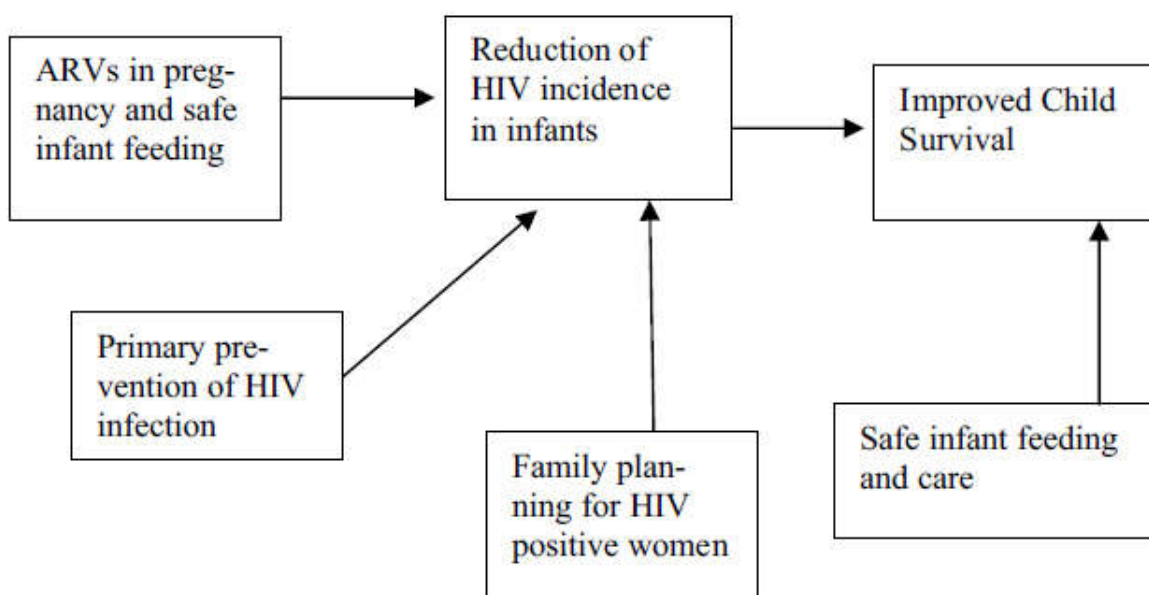 ARVs in preg-
nancy and safe
infant feeding
Reduction of
HIV incidence
in infants
Improved Child
Survival
Primary pre-
vention of HIV
infection
Family plan-
ning for HIV
positive women
Safe infant feeding
and care